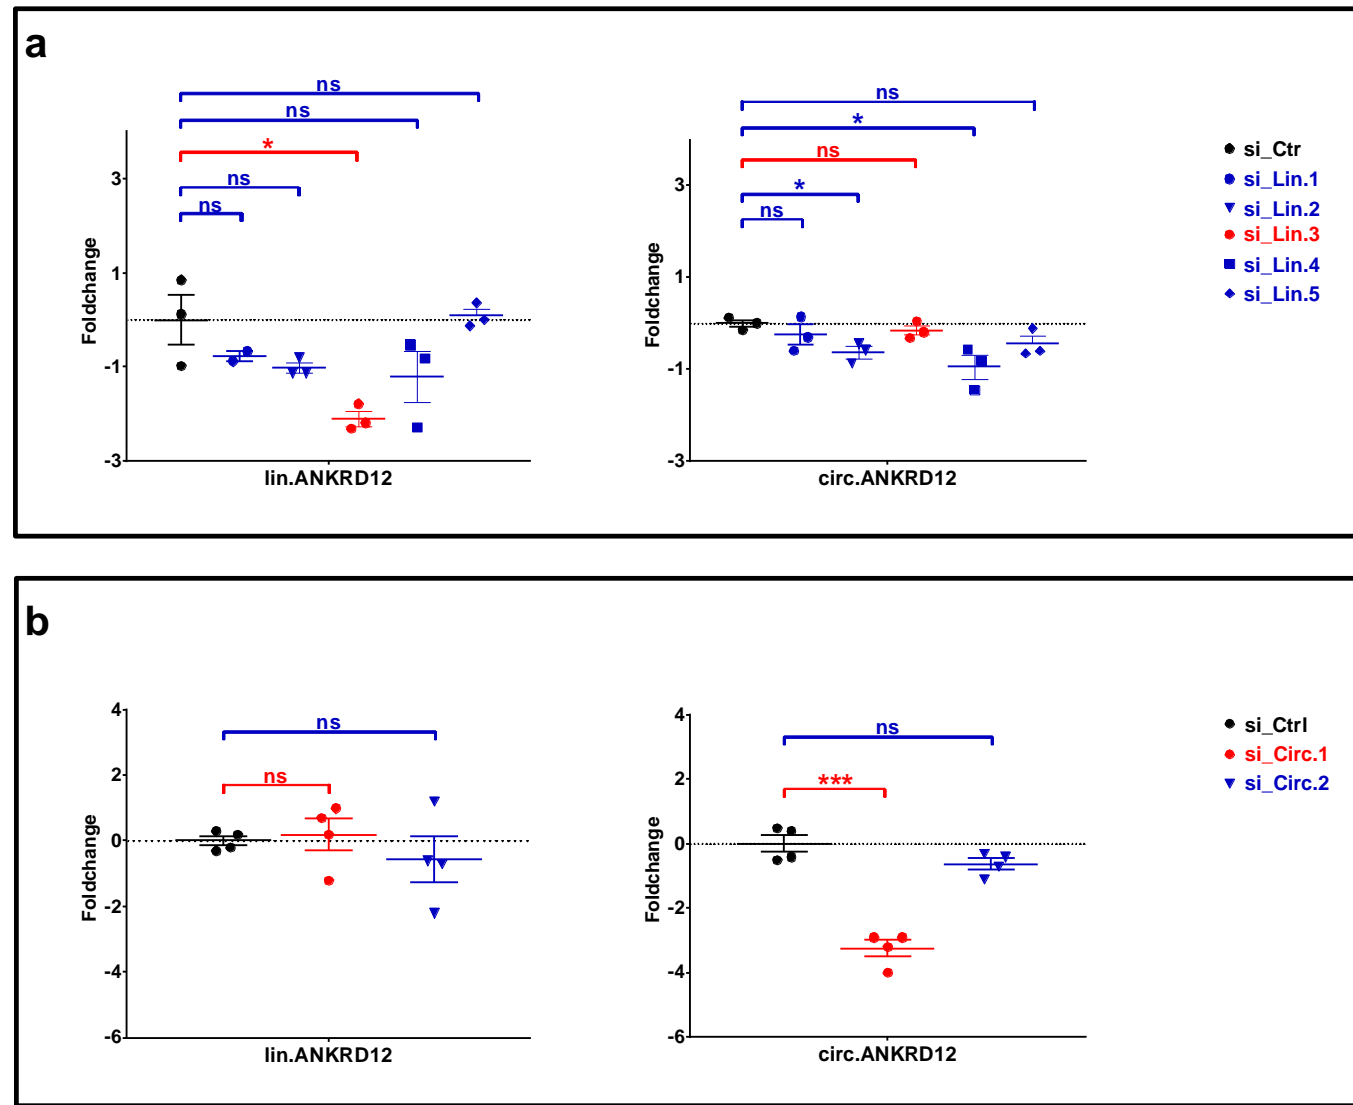 a
ns
ns
*
ns
ns
3
1
-1
-3
Foldchange
lin.ANKRD12
ns
*
ns
*
ns
3
1
-1
-3
Foldchange
circ.ANKRD12
si_Ctr
si_Lin.1
si_Lin.2
si_Lin.3
si_Lin.4
si_Lin.5
b
ns
ns
4
2
0
-2
-4
-6
Foldchange
lin.ANKRD12
ns
***
4
2
0
-2
-4
-6
Foldchange
circ.ANKRD12
si_Ctrl
si_Circ.1
si_Circ.2